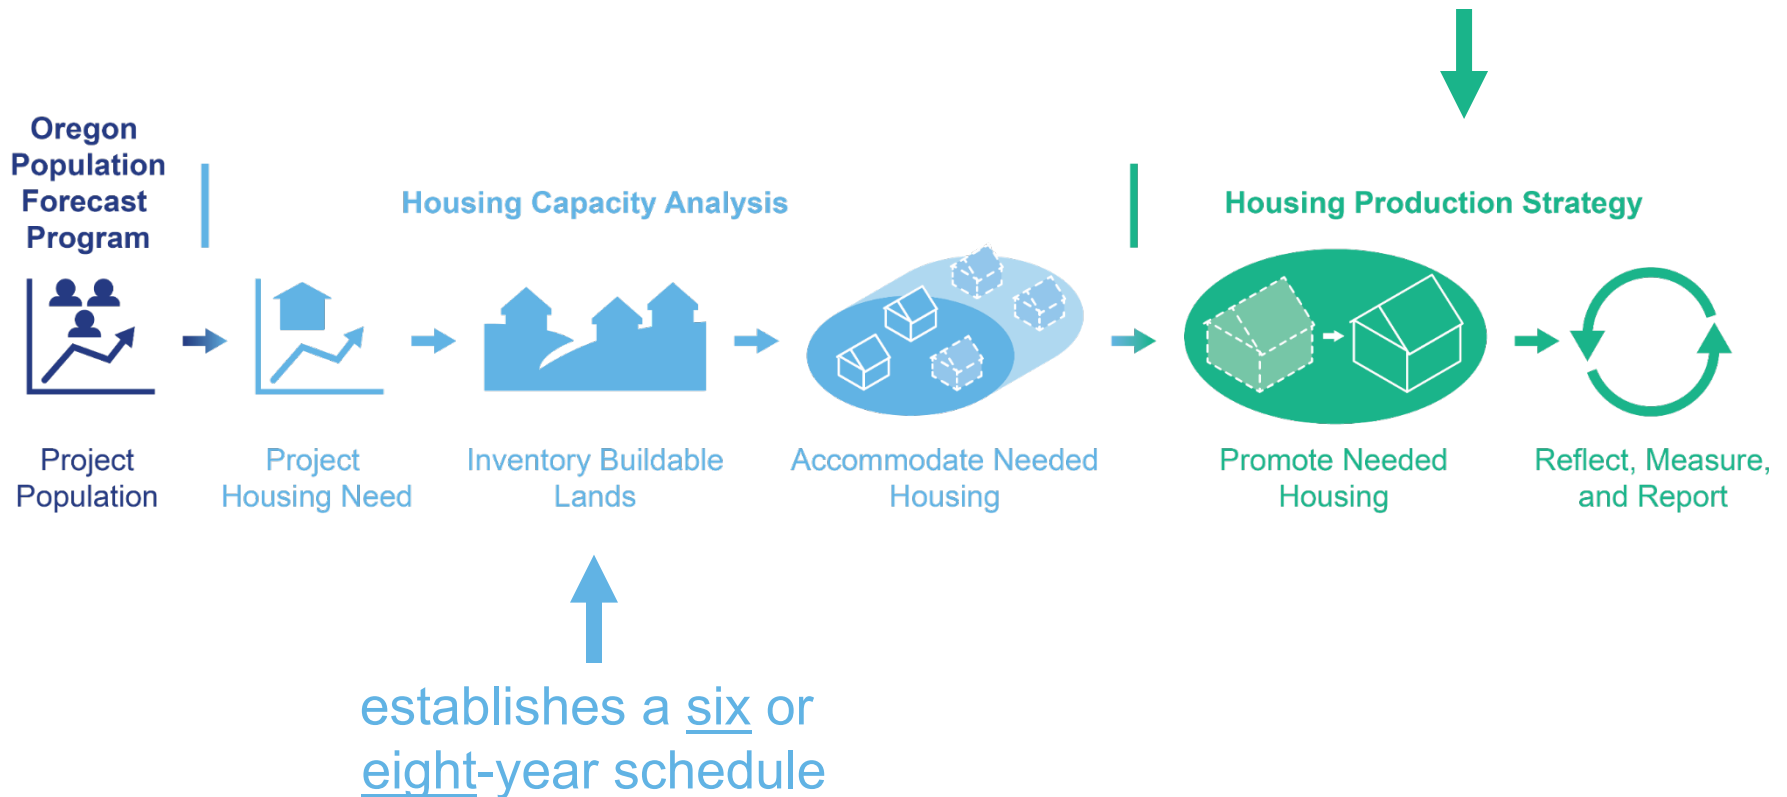 Oregon
Population
Forecast
Program
Housing Capacity Analysis
Housing Production Strategy
Project
Population
Project
Housing Need
Inventory Buildable
Lands
Accommodate Needed
Housing
Promote Needed
Housing
Reflect, Measure,
and Report
establishes a six or
eight-year schedule